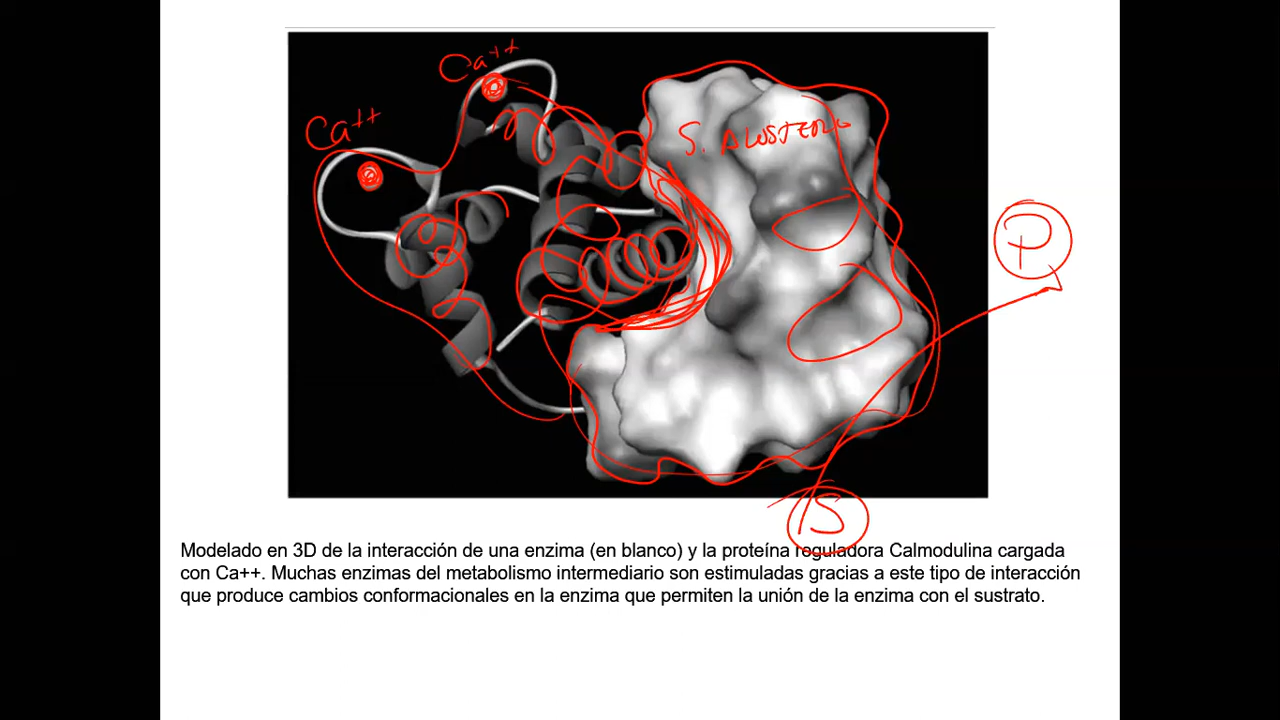 Ca++
Ca++
S. ALOSTERICO
P
S
Modelado en 3D de la interacción de una enzima (en blanco) y la proteína reguladora Calmodulina cargada
con Ca++. Muchas enzimas del metabolismo intermediario son estimuladas gracias a este tipo de interacción
que produce cambios conformacionales en la enzima que permiten la unión de la enzima con el sustrato.